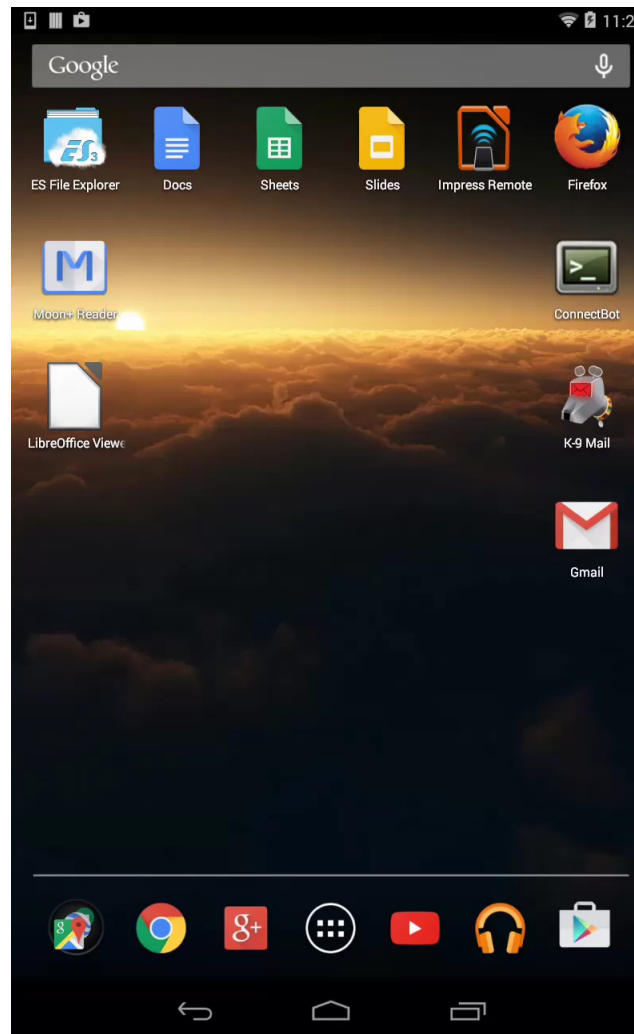 11:2
Google
ES File Explorer
Docs
Sheets
Slides
Impress Remote
Firefox
Moon+ Reader
ConnectBot
LibreOffice Viewe
K-9 Mail
Gmail
g+